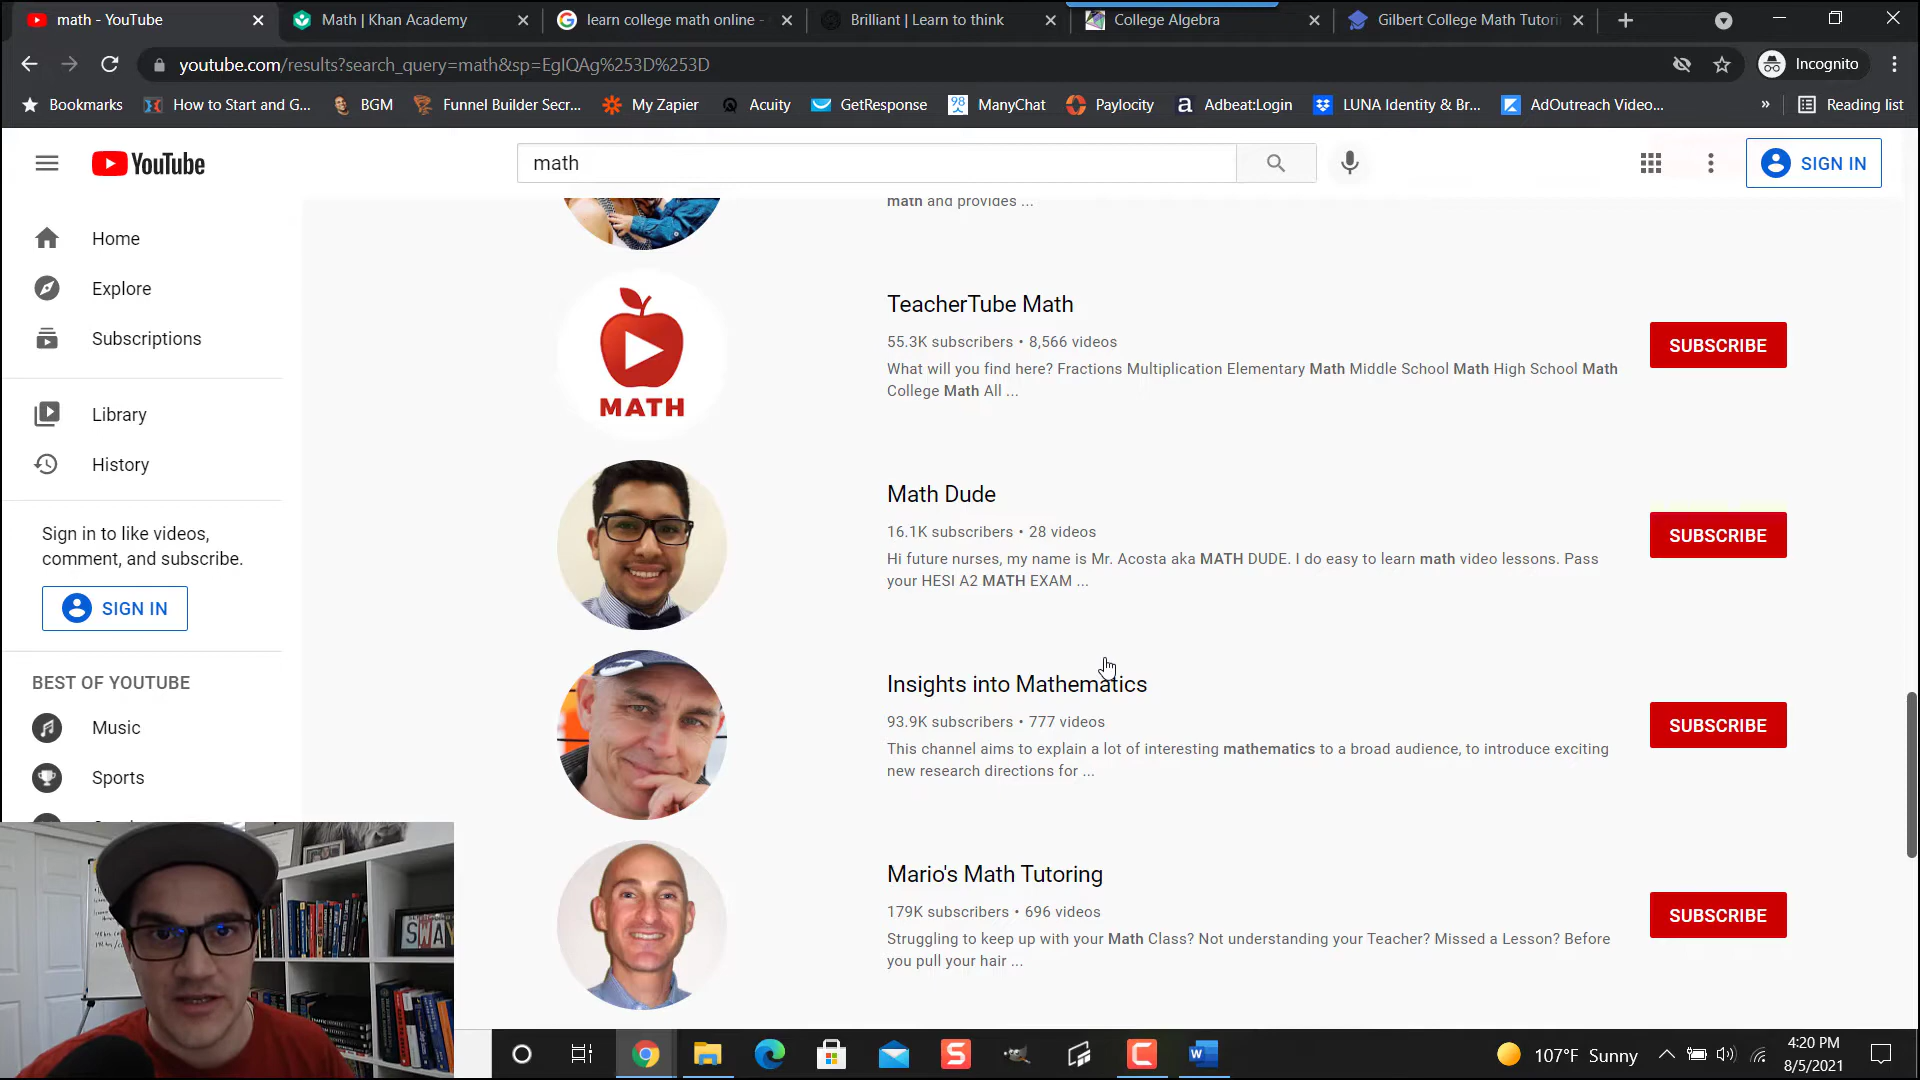 math - YouTube
Math | Khan Academy
learn college math online -
Brilliant | Learn to think
College Algebra
Gilbert College Math Tutori
youtube.com/results?search_query=math&sp=EgIQAg%253D%253D
Incognito
Bookmarks
How to Start and G...
BGM
Funnel Builder Secr...
My Zapier
Acuity
GetResponse
98
ManyChat
Paylocity
a
Adbeat:Login
LUNA Identity & Br...
AdOutreach Video...
»
Reading list
YouTube
math
SIGN IN
Home
Explore
Subscriptions
Library
History
Sign in to like videos,
comment, and subscribe.
SIGN IN
BEST OF YOUTUBE
Music
Sports
math and provides ...
MATH
TeacherTube Math
55.3K subscribers • 8,566 videos
What will you find here? Fractions Multiplication Elementary Math Middle School Math High School Math
College Math All ...
SUBSCRIBE
Math Dude
16.1K subscribers • 28 videos
Hi future nurses, my name is Mr. Acosta aka MATH DUDE. I do easy to learn math video lessons. Pass
your HESI A2 MATH EXAM ...
SUBSCRIBE
Insights into Mathematics
93.9K subscribers • 777 videos
This channel aims to explain a lot of interesting mathematics to a broad audience, to introduce exciting
new research directions for ...
SUBSCRIBE
Mario's Math Tutoring
179K subscribers • 696 videos
Struggling to keep up with your Math Class? Not understanding your Teacher? Missed a Lesson? Before
you pull your hair ...
SUBSCRIBE
SWAY
107°F Sunny
4:20 PM
8/5/2021